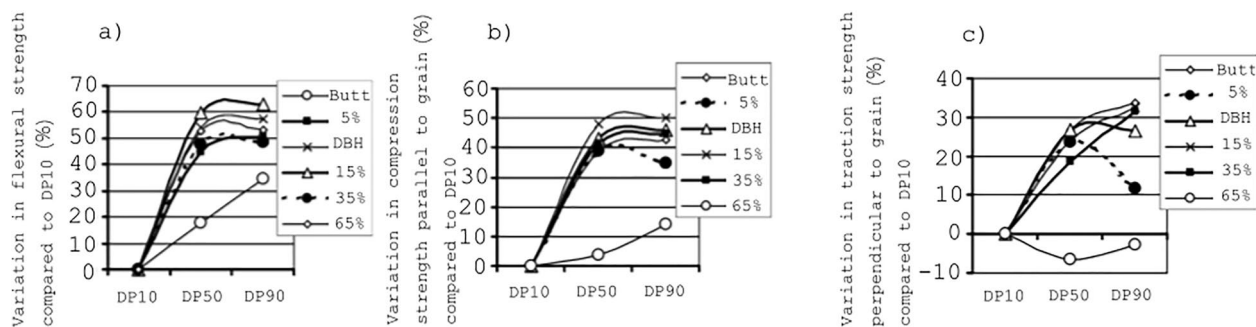 a)
Variation in flexural strength
compared to DP10 (%)
70
60
50
40
30
20
10
0
DP10 DP50 DP90
Butt
5%
DBH
15%
35%
65%
b)
Variation in compression
strength parallel to grain (%)
compared to DP10
60
50
40
30
20
10
0
DP10 DP50 DP90
Butt
5%
DBH
15%
35%
65%
c)
Variation in traction strength
perpendicular to grain (%)
compared to DP10
40
30
20
10
0
-10
DP10 DP50 DP90
Butt
5%
DBH
15%
35%
65%